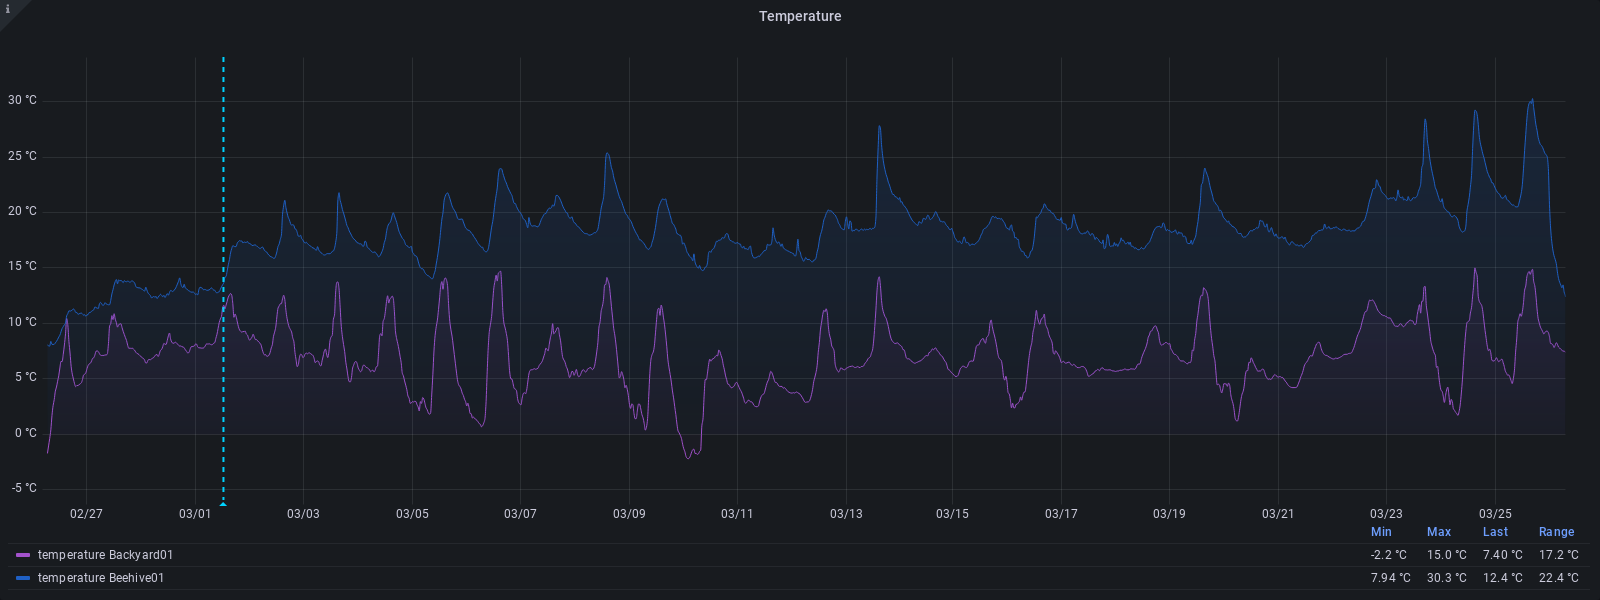 i
Temperature
30 °C
25 °C
20 °C
15 °C
10 °C
5 °C
0 °C
-5 °C
02/27 03/01 03/03 03/05 03/07 03/09 03/11 03/13 03/15 03/17 03/19 03/21 03/23 03/25
Min Max Last Range
temperature Backyard01 -2.2 °C 15.0 °C 7.40 °C 17.2 °C
temperature Beehive01 7.94 °C 30.3 °C 12.4 °C 22.4 °C